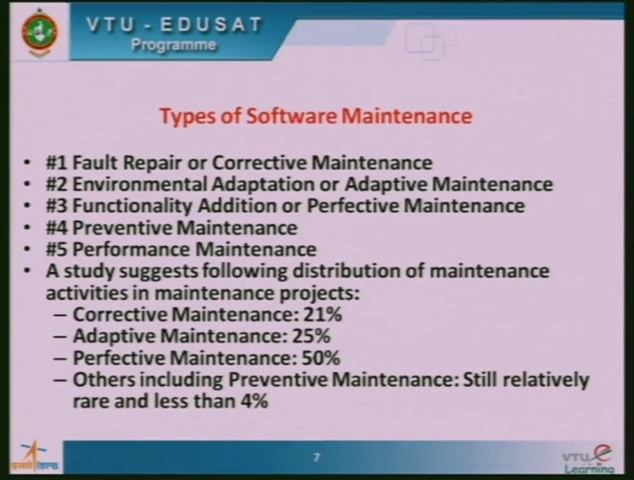 VTU - EDUSAT
Programme
Types of Software Maintenance
• #1 Fault Repair or Corrective Maintenance
• #2 Environmental Adaptation or Adaptive Maintenance
• #3 Functionality Addition or Perfective Maintenance
• #4 Preventive Maintenance
• #5 Performance Maintenance
• A study suggests following distribution of maintenance
activities in maintenance projects:
– Corrective Maintenance: 21%
– Adaptive Maintenance: 25%
– Perfective Maintenance: 50%
– Others including Preventive Maintenance: Still relatively
rare and less than 4%
7
VTU
Learning